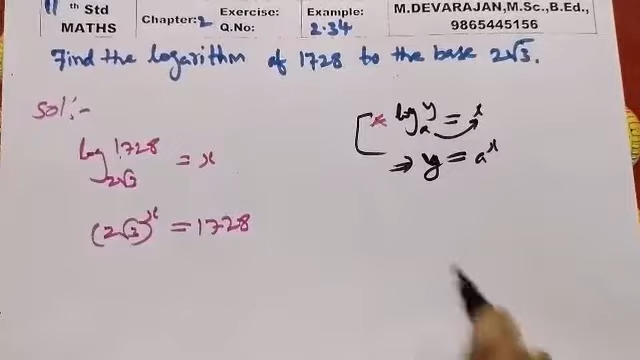 11th Std MATHS
Chapter:2
Exercise:
Q.No:
Example:
2.34
M.DEVARAJAN,M.Sc.,B.Ed.,
9865445156
Find the logarithm of 1728 to the base 2√3.
Sol:-
log_{2√3} 1728 = x
(2√3)^x = 1728
* log_a y = x
⇒ y = a^x